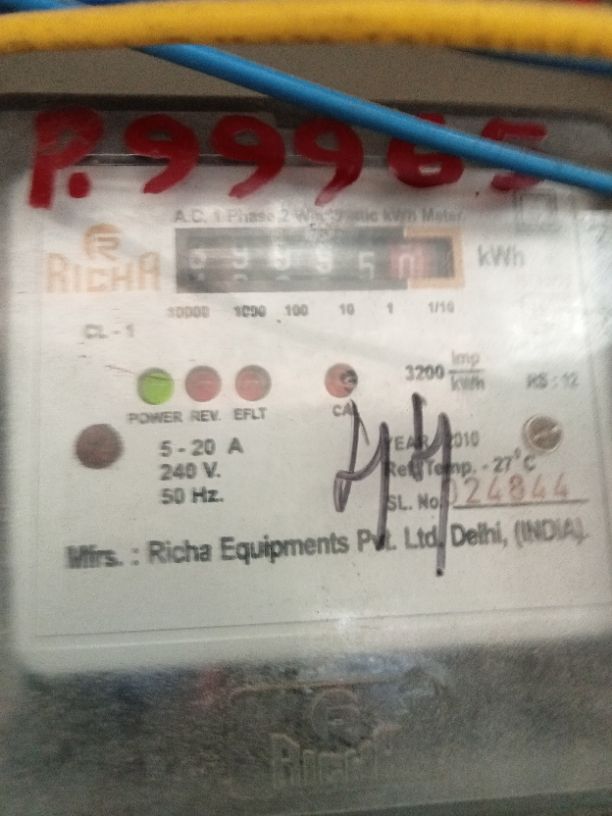 P.99965
A.C. 1 Phase 2 Wire Static kWh Meter
RICHA
kWh
10000 1000 100 10 1 1/10
CL - 1
3200 Imp/kWh
RS : 12
POWER REV. EFLT CAL
5 - 20 A
240 V.
50 Hz.
YEAR 2010
Ref. Temp. - 27°C
SL. No. 024844
Mfrs. : Richa Equipments Pvt. Ltd. Delhi, (INDIA).
RICHA